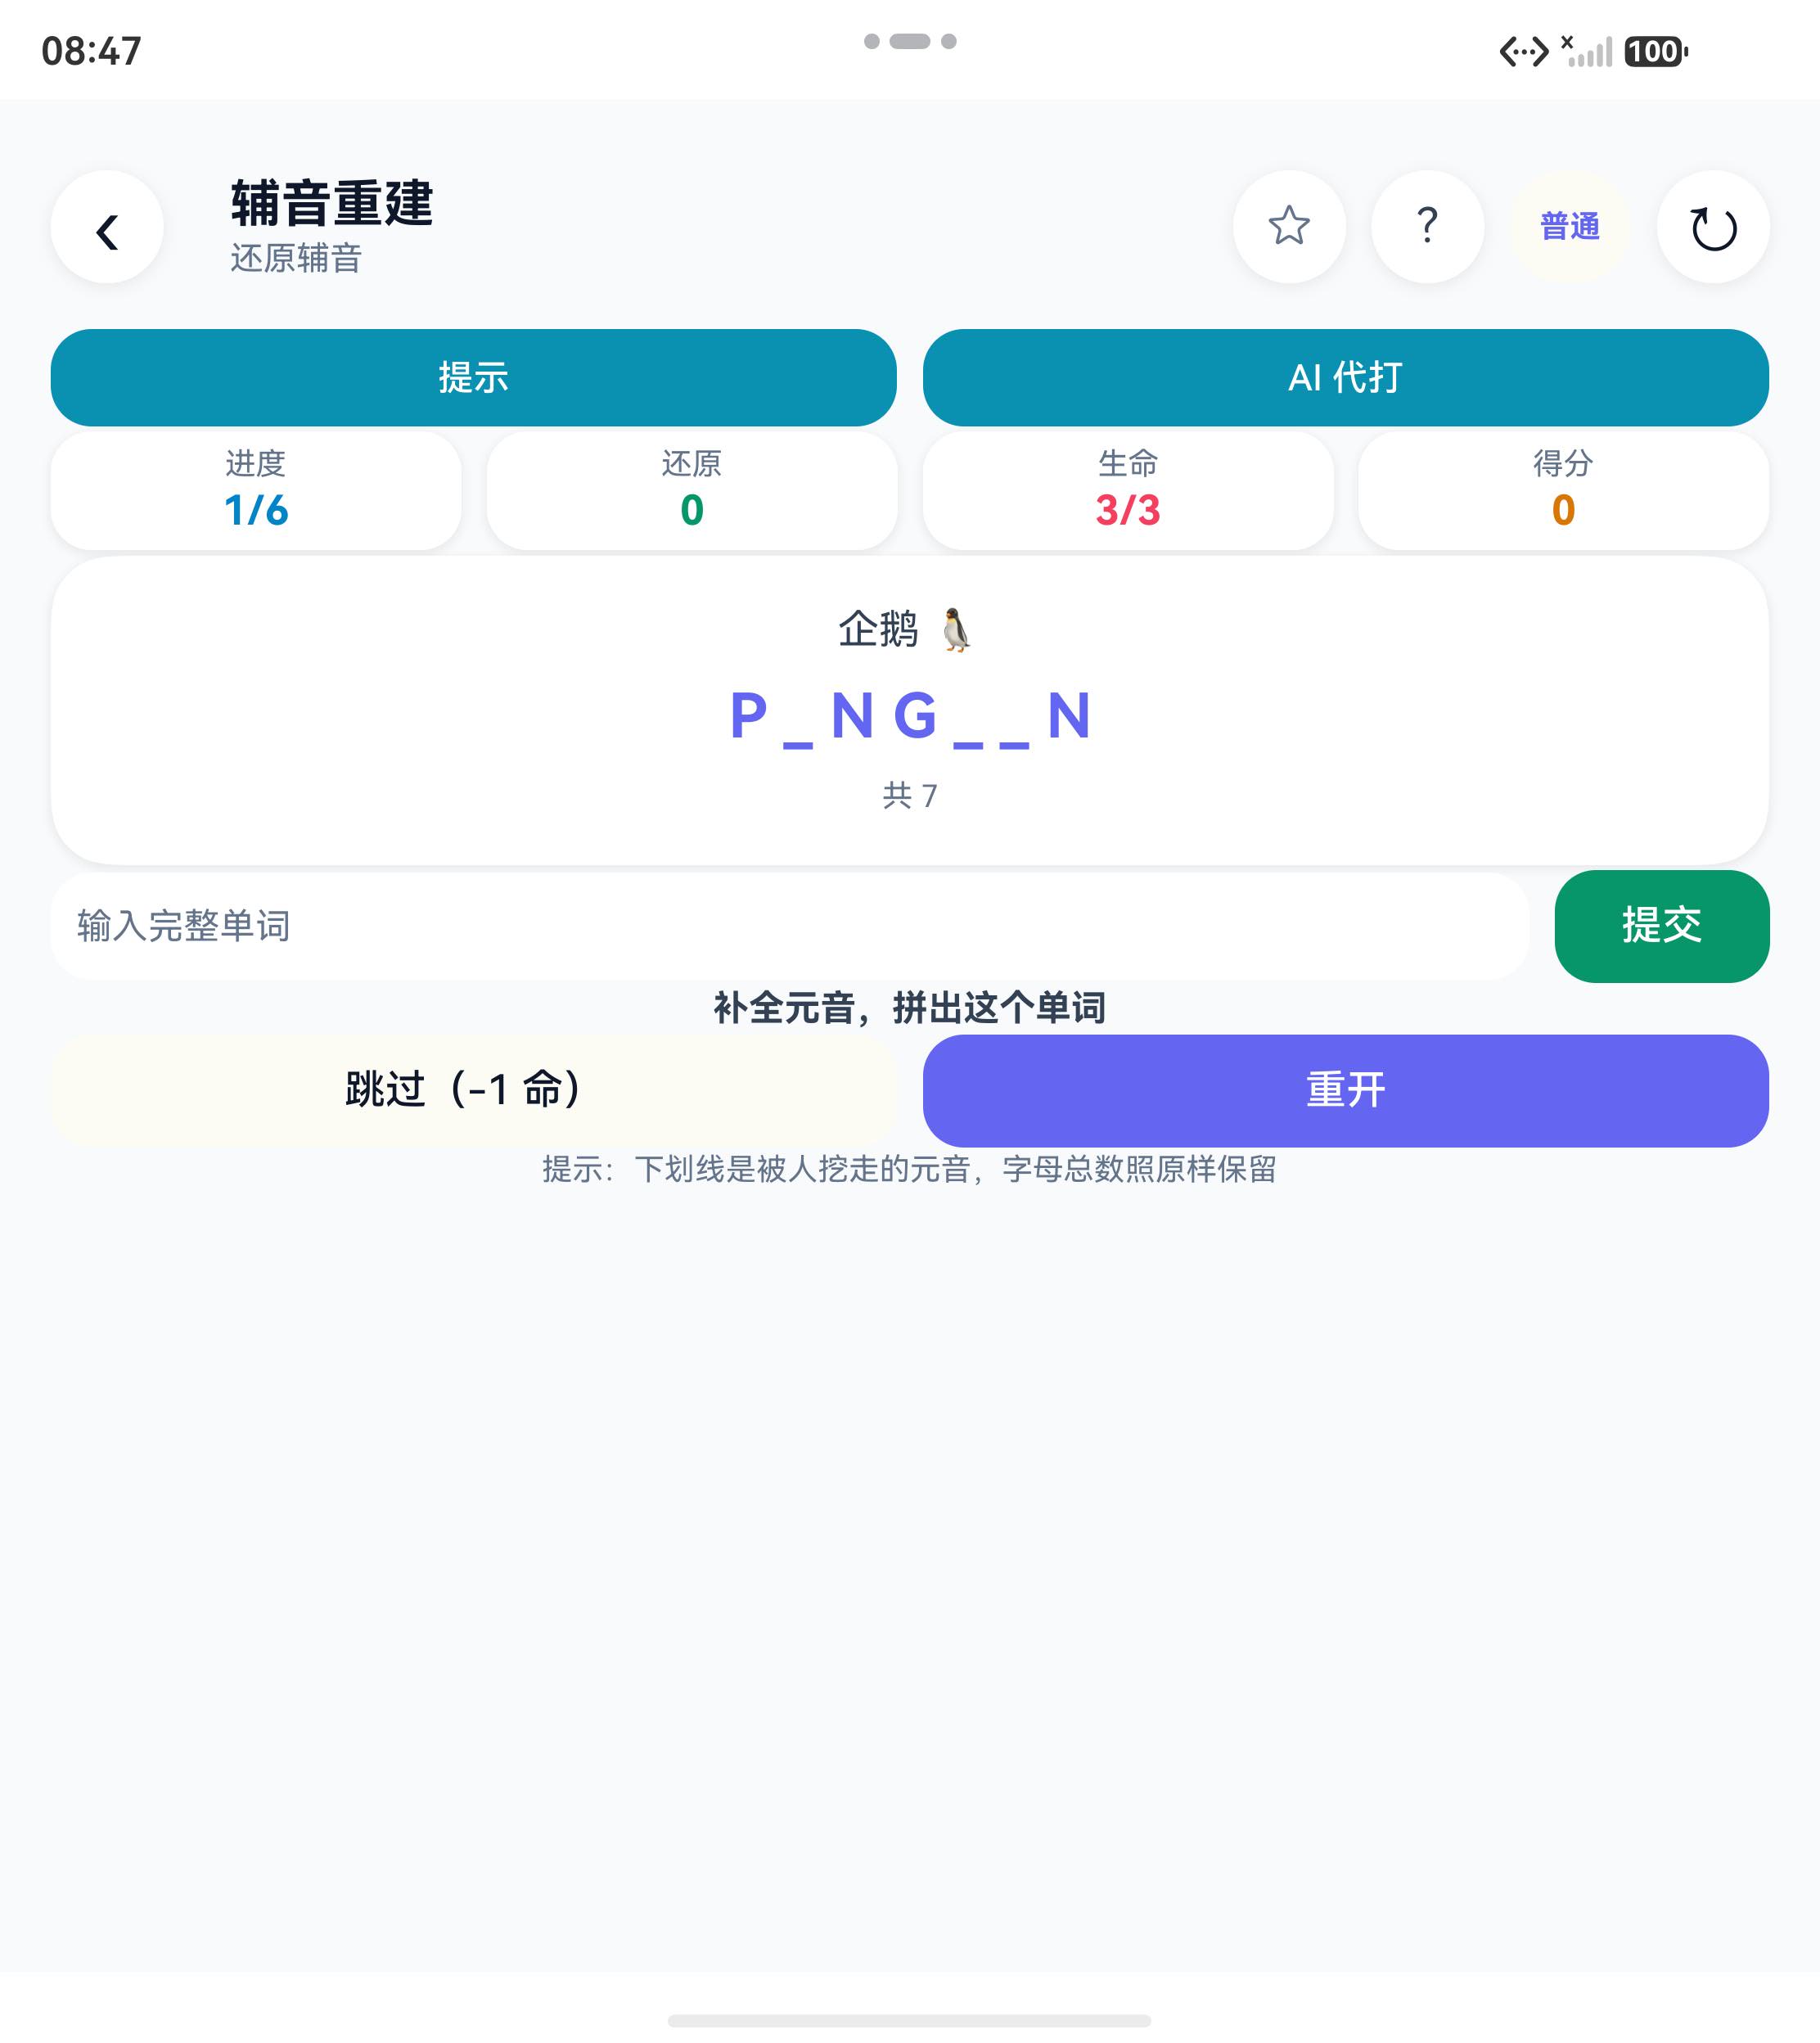 08:47
100
辅音重建
还原辅音
?
普通
提示
AI 代打
进度
1/6
还原
0
生命
3/3
得分
0
企鹅 🐧
P _ N G _ _ N
共 7
输入完整单词
提交
补全元音，拼出这个单词
跳过（-1 命）
重开
提示：下划线是被人挖走的元音，字母总数照原样保留